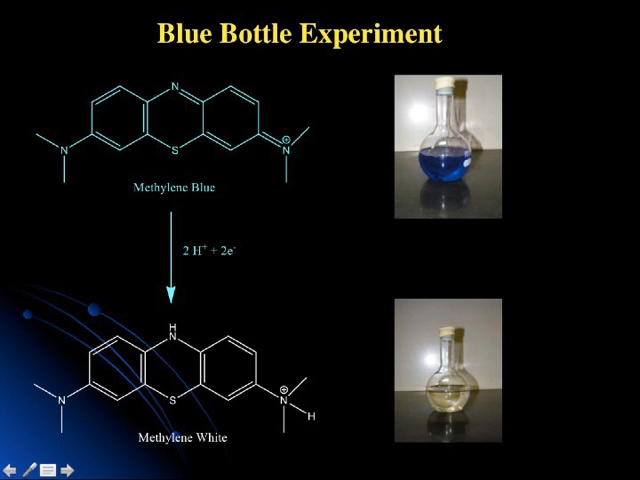 Blue Bottle Experiment
N
N
S
⊕
N
Methylene Blue
2 H⁺ + 2e⁻
H
N
N
S
⊕
N
H
Methylene White